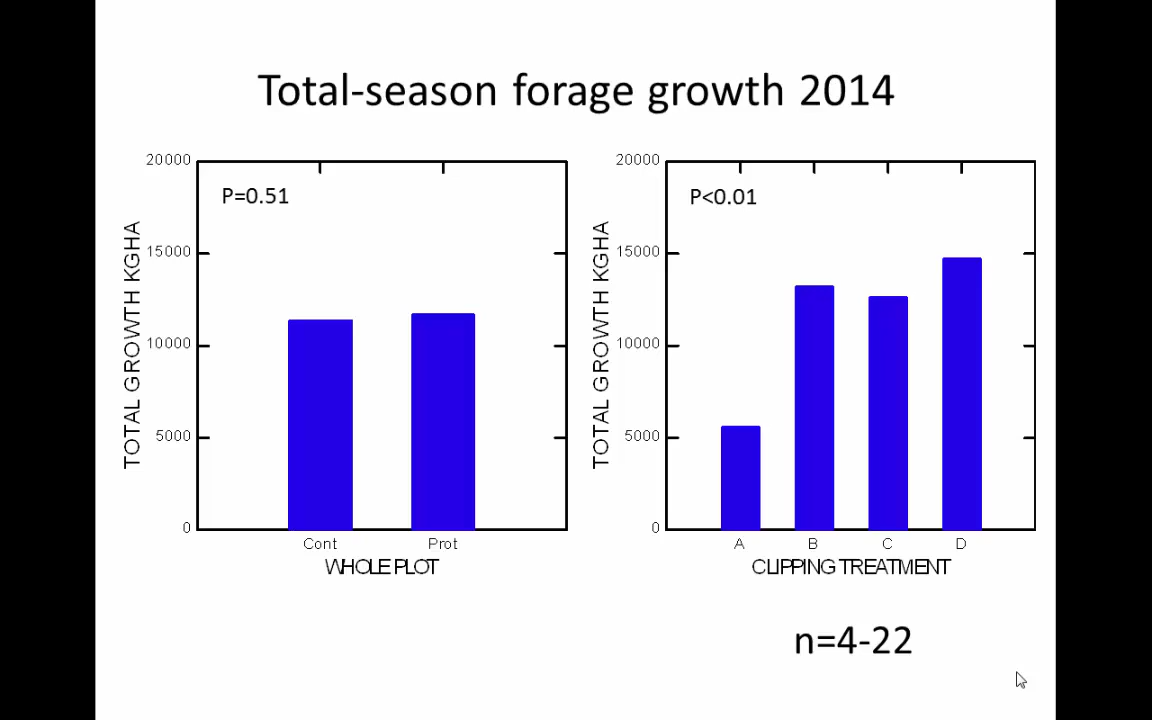 Total-season forage growth 2014
P=0.51
TOTAL GROWTH KGHA
20000
15000
10000
5000
0
Cont Prot
WHOLE PLOT
P<0.01
TOTAL GROWTH KGHA
20000
15000
10000
5000
0
A B C D
CLIPPING TREATMENT
n=4-22